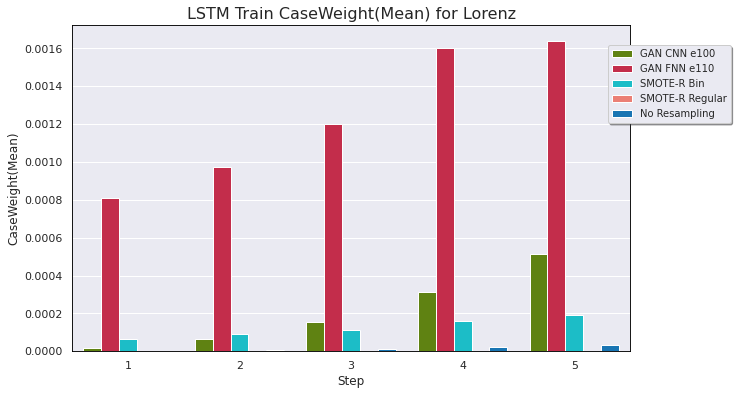 LSTM Train CaseWeight(Mean) for Lorenz
GAN CNN e100
GAN FNN e110
SMOTE-R Bin
SMOTE-R Regular
No Resampling
CaseWeight(Mean)
0.0016
0.0014
0.0012
0.0010
0.0008
0.0006
0.0004
0.0002
0.0000
1 2 3 4 5
Step